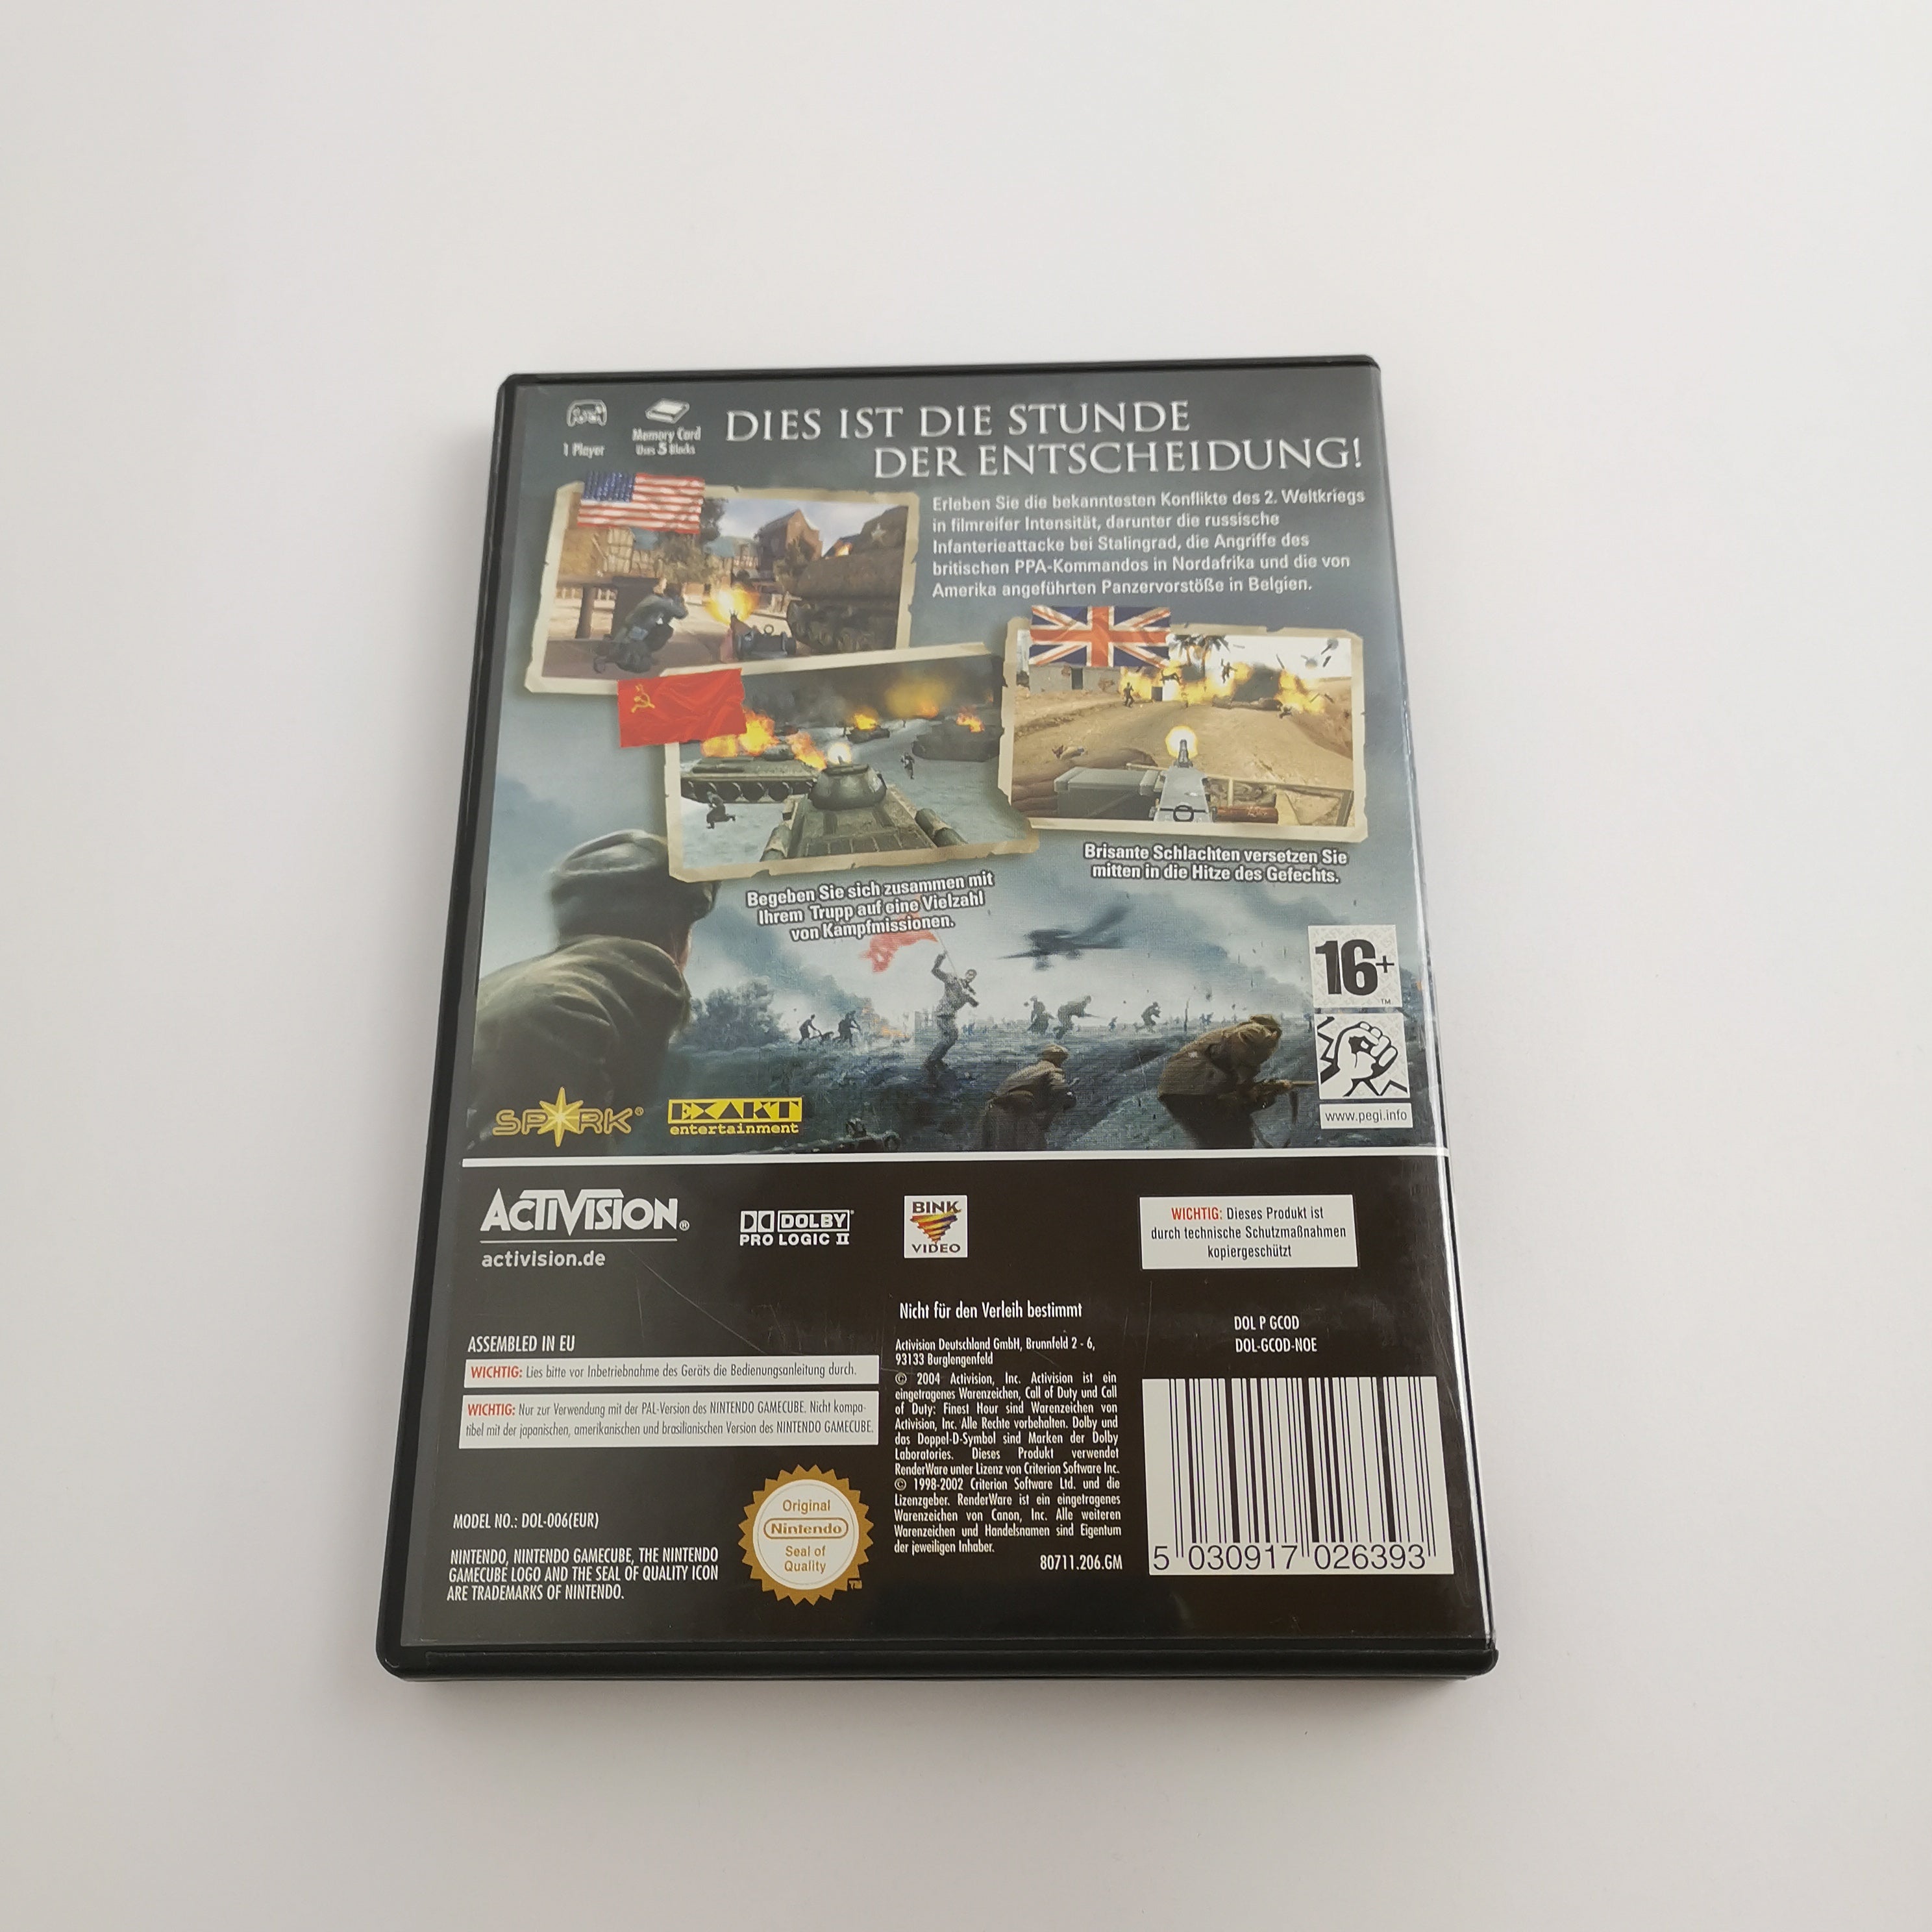 1 Player
Memory Card
Uses 5 Blocks
DIES IST DIE STUNDE
DER ENTSCHEIDUNG!
Erleben Sie die bekanntesten Konflikte des 2. Weltkriegs
in filmreifer Intensität, darunter die russische
Infanterieattacke bei Stalingrad, die Angriffe des
britischen PPA-Kommandos in Nordafrika und die von
Amerika angeführten Panzervorstöße in Belgien.
Brisante Schlachten versetzen Sie
mitten in die Hitze des Gefechts.
Begeben Sie sich zusammen mit
Ihrem Trupp auf eine Vielzahl
von Kampfmissionen.
16+
TM
www.pegi.info
SPARK®
EXAKT
entertainment
ACTIVISION®
activision.de
DOLBY®
PRO LOGIC II
BINK
VIDEO
WICHTIG: Dieses Produkt ist
durch technische Schutzmaßnahmen
kopiergeschützt
Nicht für den Verleih bestimmt
ASSEMBLED IN EU
WICHTIG: Lies bitte vor Inbetriebnahme des Geräts die Bedienungsanleitung durch.
WICHTIG: Nur zur Verwendung mit der PAL-Version des NINTENDO GAMECUBE. Nicht kompa-
tibel mit der japanischen, amerikanischen und brasilianischen Version des NINTENDO GAMECUBE.
MODEL NO.: DOL-006(EUR)
NINTENDO, NINTENDO GAMECUBE, THE NINTENDO
GAMECUBE LOGO AND THE SEAL OF QUALITY ICON
ARE TRADEMARKS OF NINTENDO.
Original
Nintendo
Seal of
Quality
TM
Activision Deutschland GmbH, Brunnfeld 2 - 6,
93133 Burglengenfeld
© 2004 Activision, Inc. Activision ist ein
eingetragenes Warenzeichen, Call of Duty und Call
of Duty: Finest Hour sind Warenzeichen von
Activision, Inc. Alle Rechte vorbehalten. Dolby und
das Doppel-D-Symbol sind Marken der Dolby
Laboratories. Dieses Produkt verwendet
RenderWare unter Lizenz von Criterion Software Inc.
© 1998-2002 Criterion Software Ltd. und die
Lizenzgeber. RenderWare ist ein eingetragenes
Warenzeichen von Canon, Inc. Alle weiteren
Warenzeichen und Handelsnamen sind Eigentum
der jeweiligen Inhaber.
80711.206.GM
DOL P GCOD
DOL-GCOD-NOE
5 030917 026393